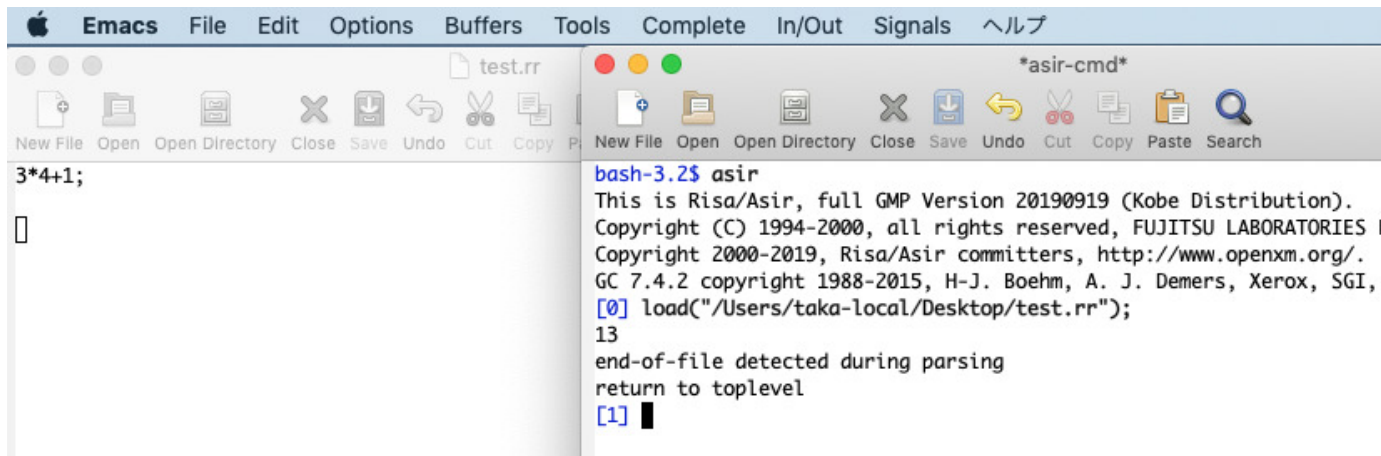 Emacs File Edit Options Buffers Tools Complete In/Out Signals ヘルプ
test.rr
New File Open Open Directory Close Save Undo Cut Copy
3*4+1;
*asir-cmd*
New File Open Open Directory Close Save Undo Cut Copy Paste Search
bash-3.2$ asir
This is Risa/Asir, full GMP Version 20190919 (Kobe Distribution).
Copyright (C) 1994-2000, all rights reserved, FUJITSU LABORATORIES
Copyright 2000-2019, Risa/Asir committers, http://www.openxm.org/.
GC 7.4.2 copyright 1988-2015, H-J. Boehm, A. J. Demers, Xerox, SGI,
[0] load("/Users/taka-local/Desktop/test.rr");
13
end-of-file detected during parsing
return to toplevel
[1]